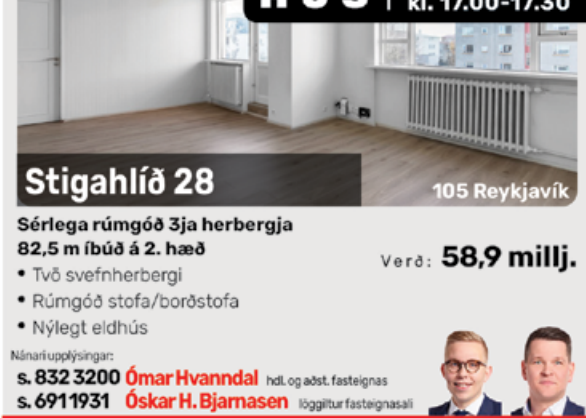 kl. 17.00-17.30
Stigahlíð 28
105 Reykjavík
Sérlega rúmgóð 3ja herbergja
82,5 m íbúð á 2. hæð
Verð: 58,9 millj.
• Tvö svefnherbergi
• Rúmgóð stofa/borðstofa
• Nýlegt eldhús
Nánari upplýsingar:
s. 832 3200 Ómar Hvanndal hdl. og aðst. fasteignas
s. 691 1931 Óskar H. Bjarnasen löggiltur fasteignasali